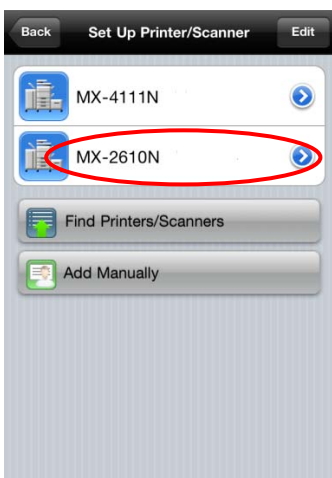 Back Set Up Printer/Scanner Edit
MX-4111N
MX-2610N
Find Printers/Scanners
Add Manually